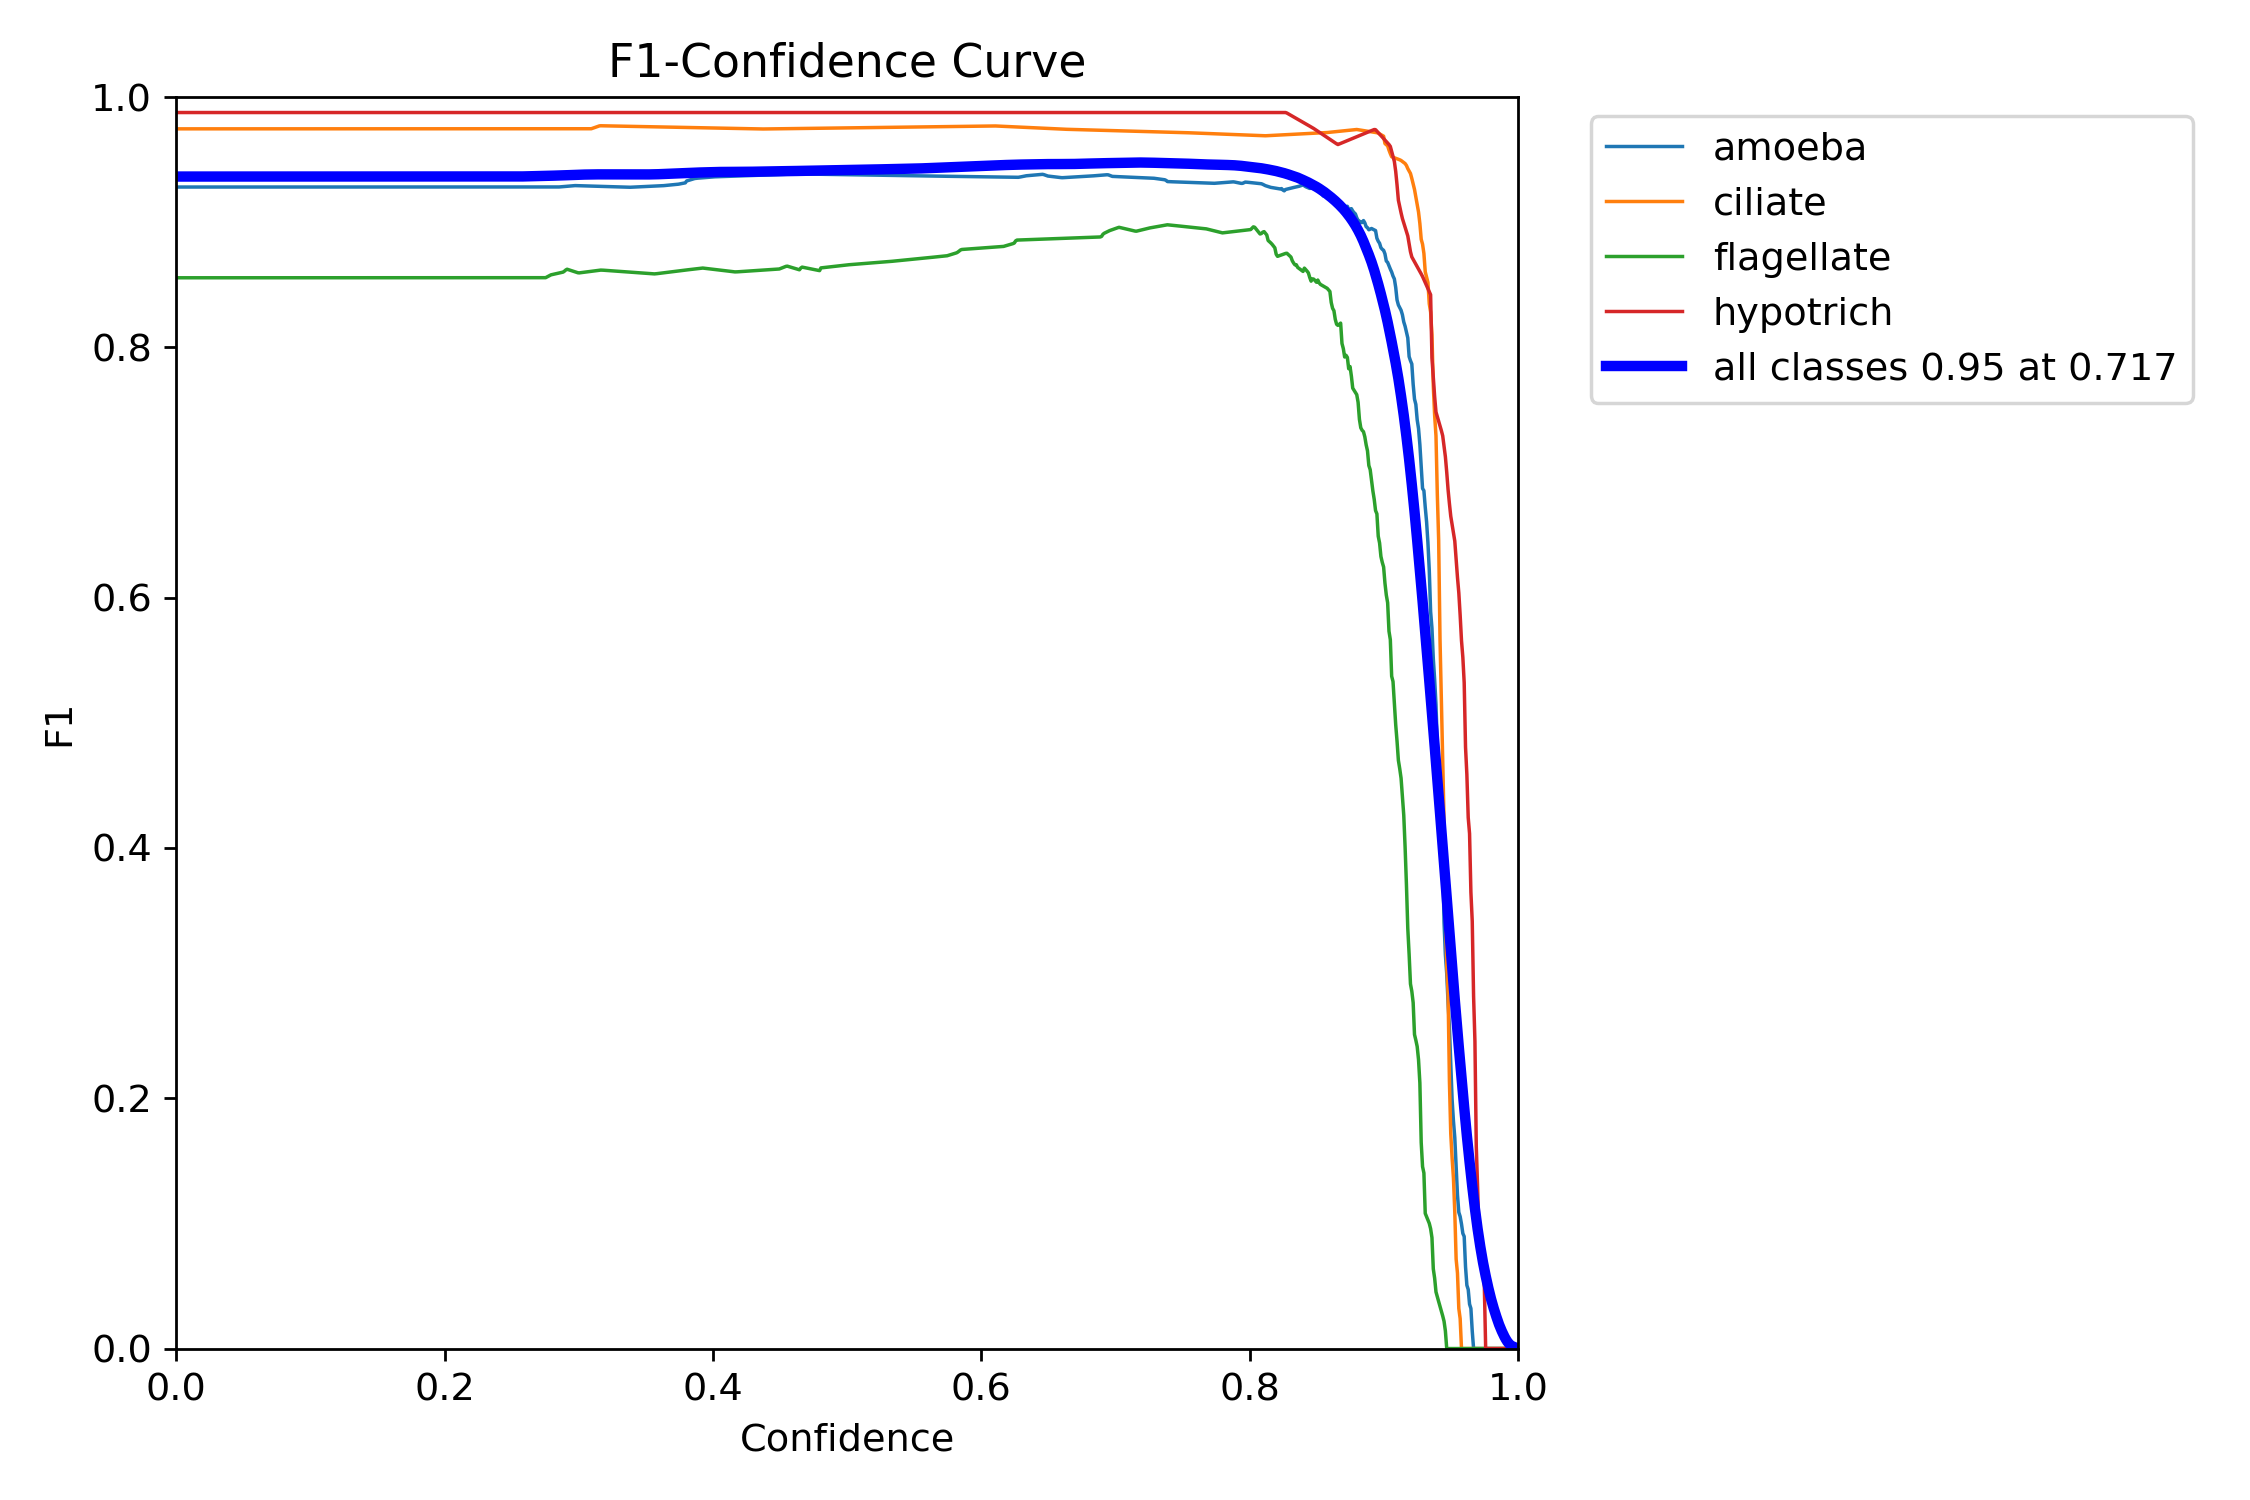 F1-Confidence Curve
1.0
0.8
0.6
0.4
0.2
0.0
F1
0.0 0.2 0.4 0.6 0.8 1.0
Confidence
amoeba
ciliate
flagellate
hypotrich
all classes 0.95 at 0.717